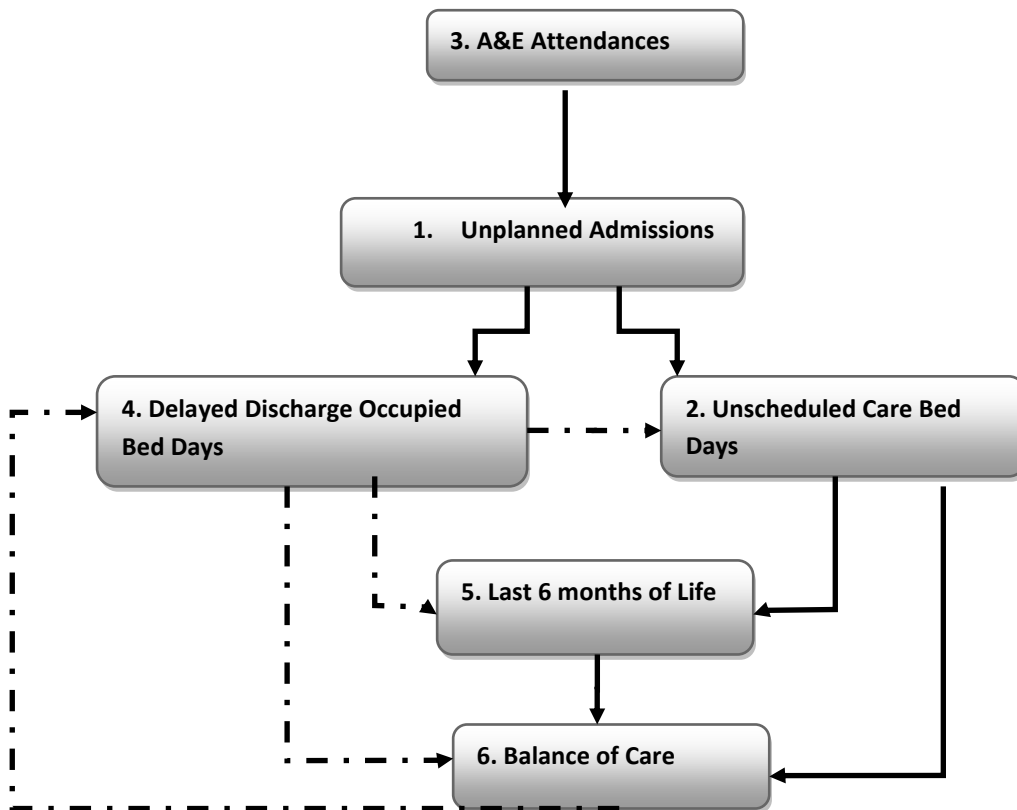 3. A&E Attendances
1. Unplanned Admissions
4. Delayed Discharge Occupied
Bed Days
2. Unscheduled Care Bed
Days
5. Last 6 months of Life
6. Balance of Care